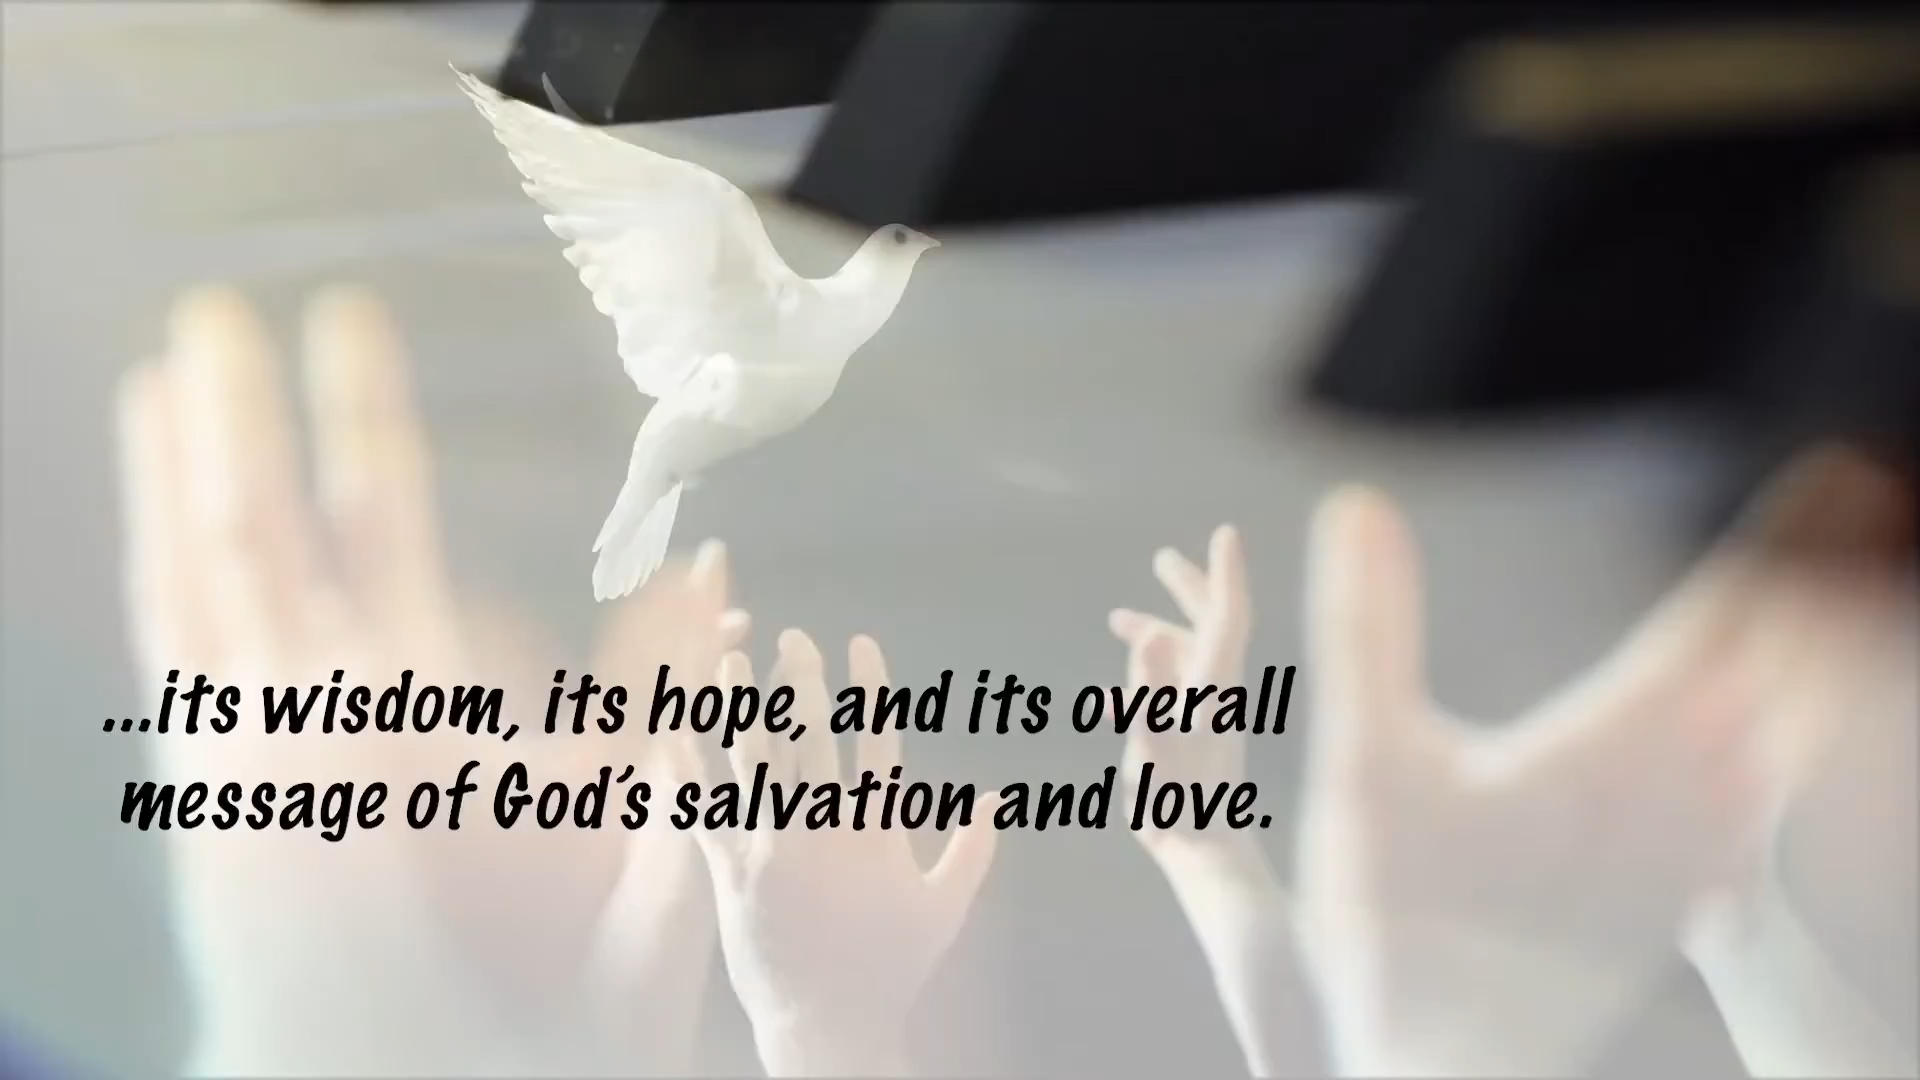 ...its wisdom, its hope, and its overall
message of God's salvation and love.